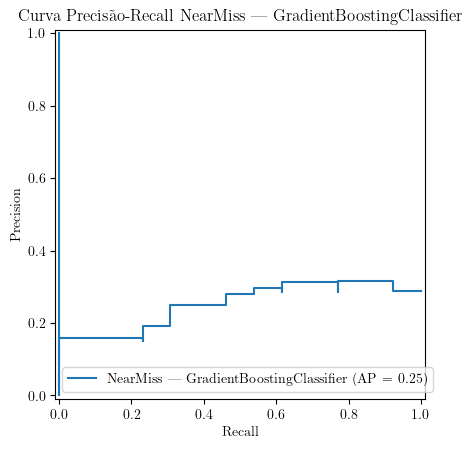 Curva Precisão-Recall NearMiss — GradientBoostingClassifier
1.0
0.8
0.6
0.4
0.2
0.0
Precision
NearMiss — GradientBoostingClassifier (AP = 0.25)
0.0 0.2 0.4 0.6 0.8 1.0
Recall